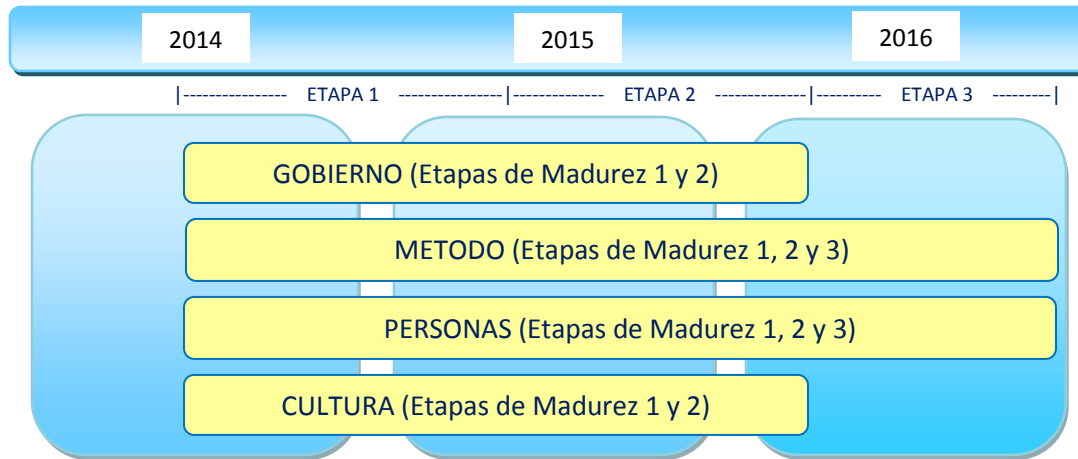 2014 2015 2016
|---------------- ETAPA 1 ----------------|-------------- ETAPA 2 --------------|---------- ETAPA 3 ---------|
GOBIERNO (Etapas de Madurez 1 y 2)
METODO (Etapas de Madurez 1, 2 y 3)
PERSONAS (Etapas de Madurez 1, 2 y 3)
CULTURA (Etapas de Madurez 1 y 2)